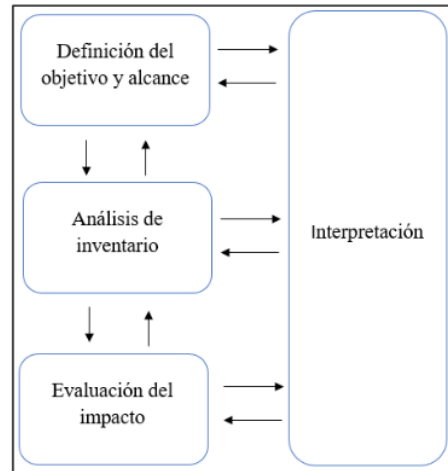 Definición del
objetivo y alcance
Análisis de
inventario
Interpretación
Evaluación del
impacto